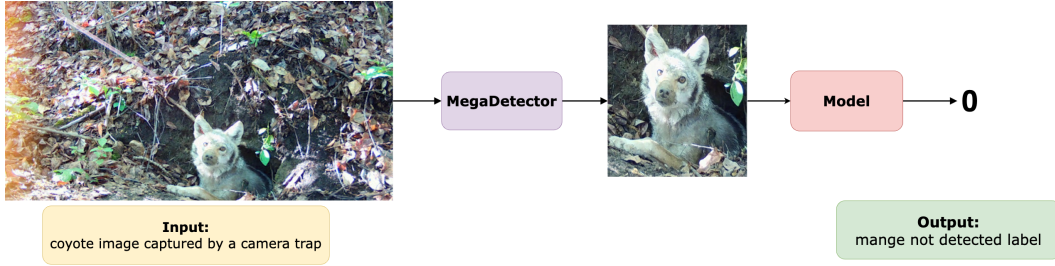 MegaDetector
Model
0
Input:
coyote image captured by a camera trap
Output:
mange not detected label